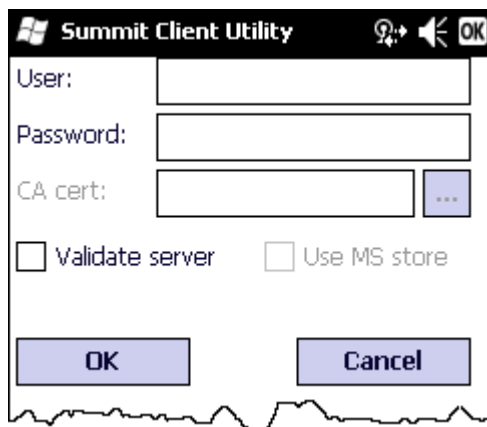 Summit Client Utility OK
User:
Password:
CA cert: ...
Validate server Use MS store
OK Cancel